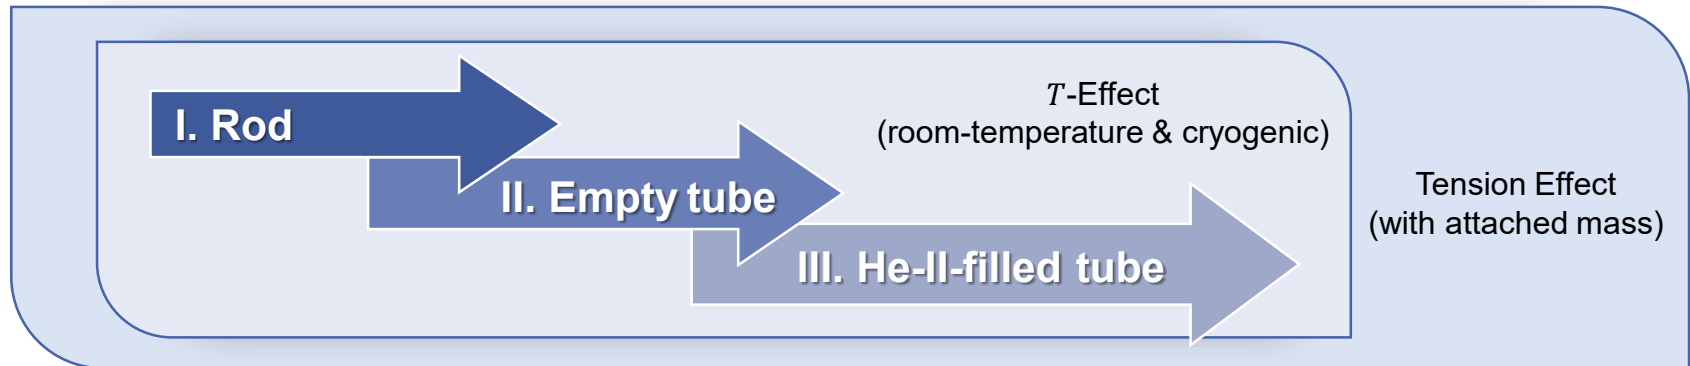 I. Rod
II. Empty tube
III. He-II-filled tube
T-Effect
(room-temperature & cryogenic)
Tension Effect
(with attached mass)